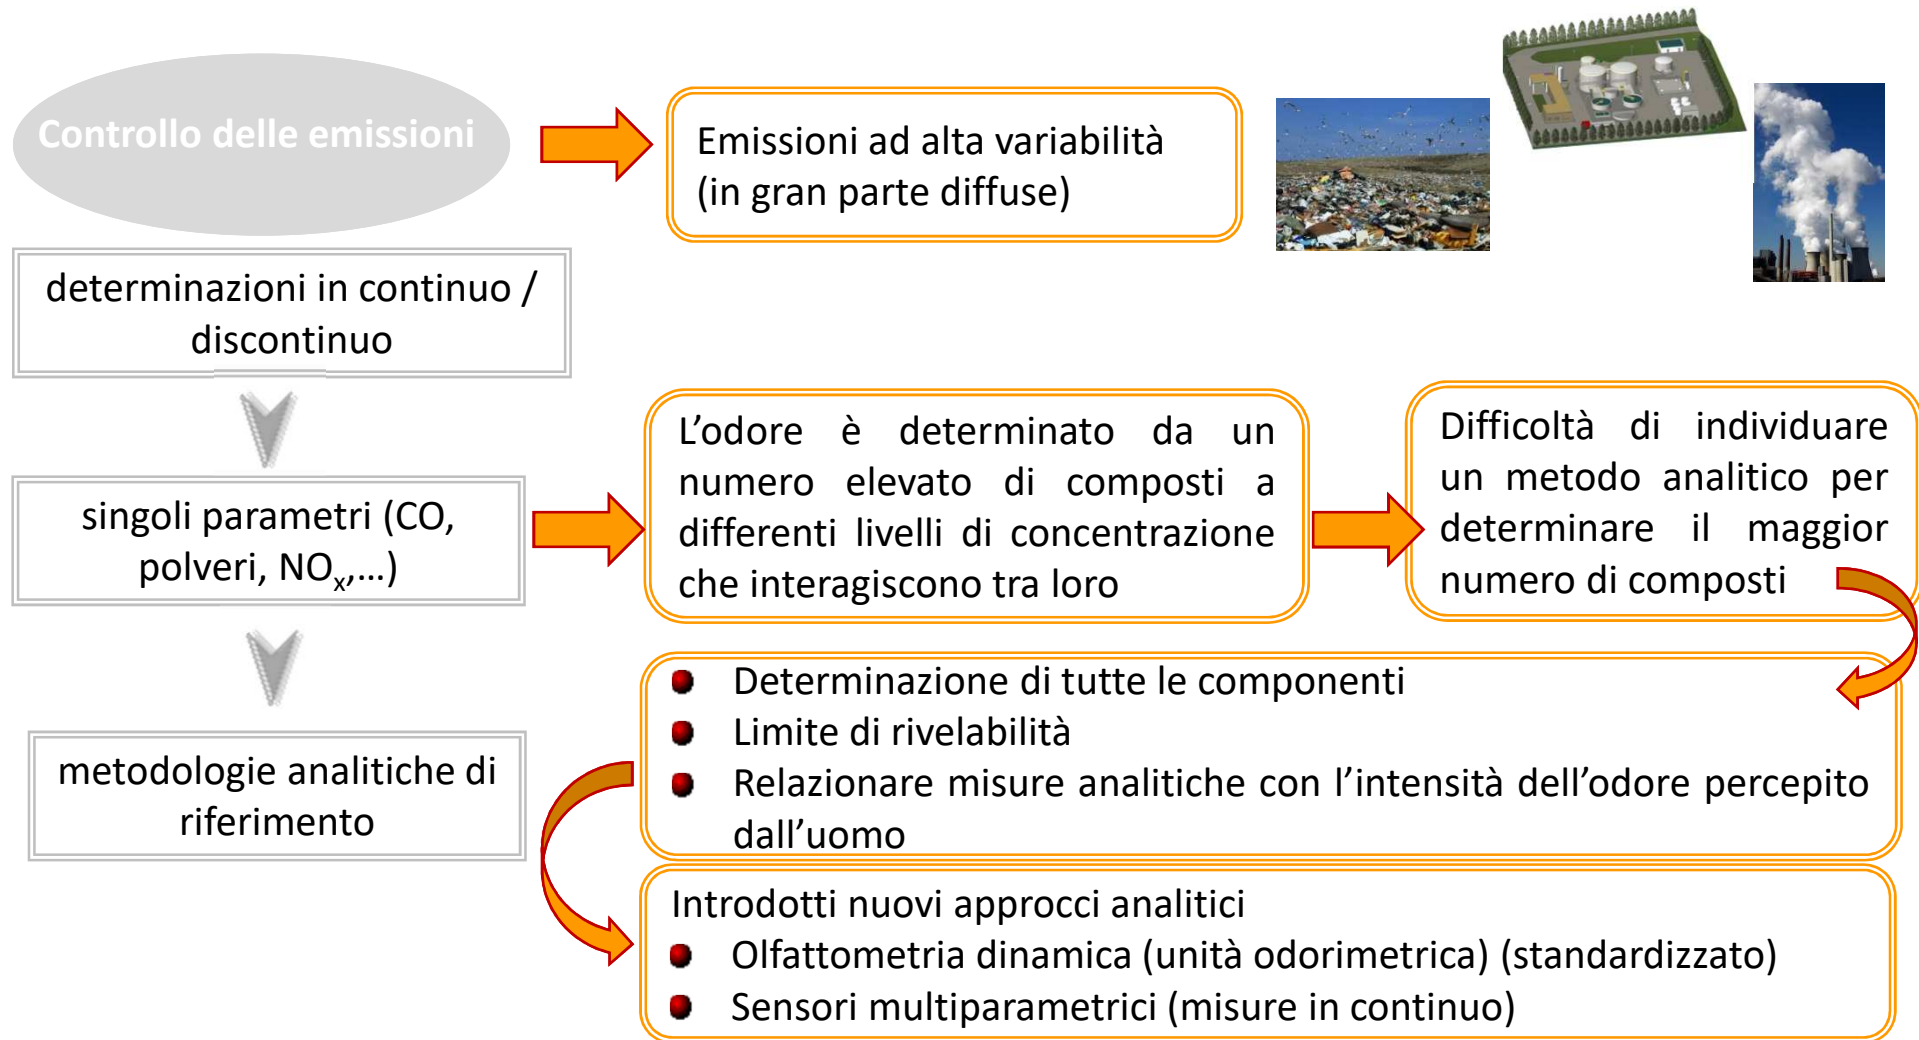 Controllo delle emissioni
Emissioni ad alta variabilità
(in gran parte diffuse)
determinazioni in continuo /
discontinuo
singoli parametri (CO,
polveri, NOx,…)
L’odore è determinato da un
numero elevato di composti a
differenti livelli di concentrazione
che interagiscono tra loro
Difficoltà di individuare
un metodo analitico per
determinare il maggior
numero di composti
metodologie analitiche di
riferimento
Determinazione di tutte le componenti
Limite di rivelabilità
Relazionare misure analitiche con l’intensità dell’odore percepito
dall’uomo
Introdotti nuovi approcci analitici
Olfattometria dinamica (unità odorimetrica) (standardizzato)
Sensori multiparametrici (misure in continuo)